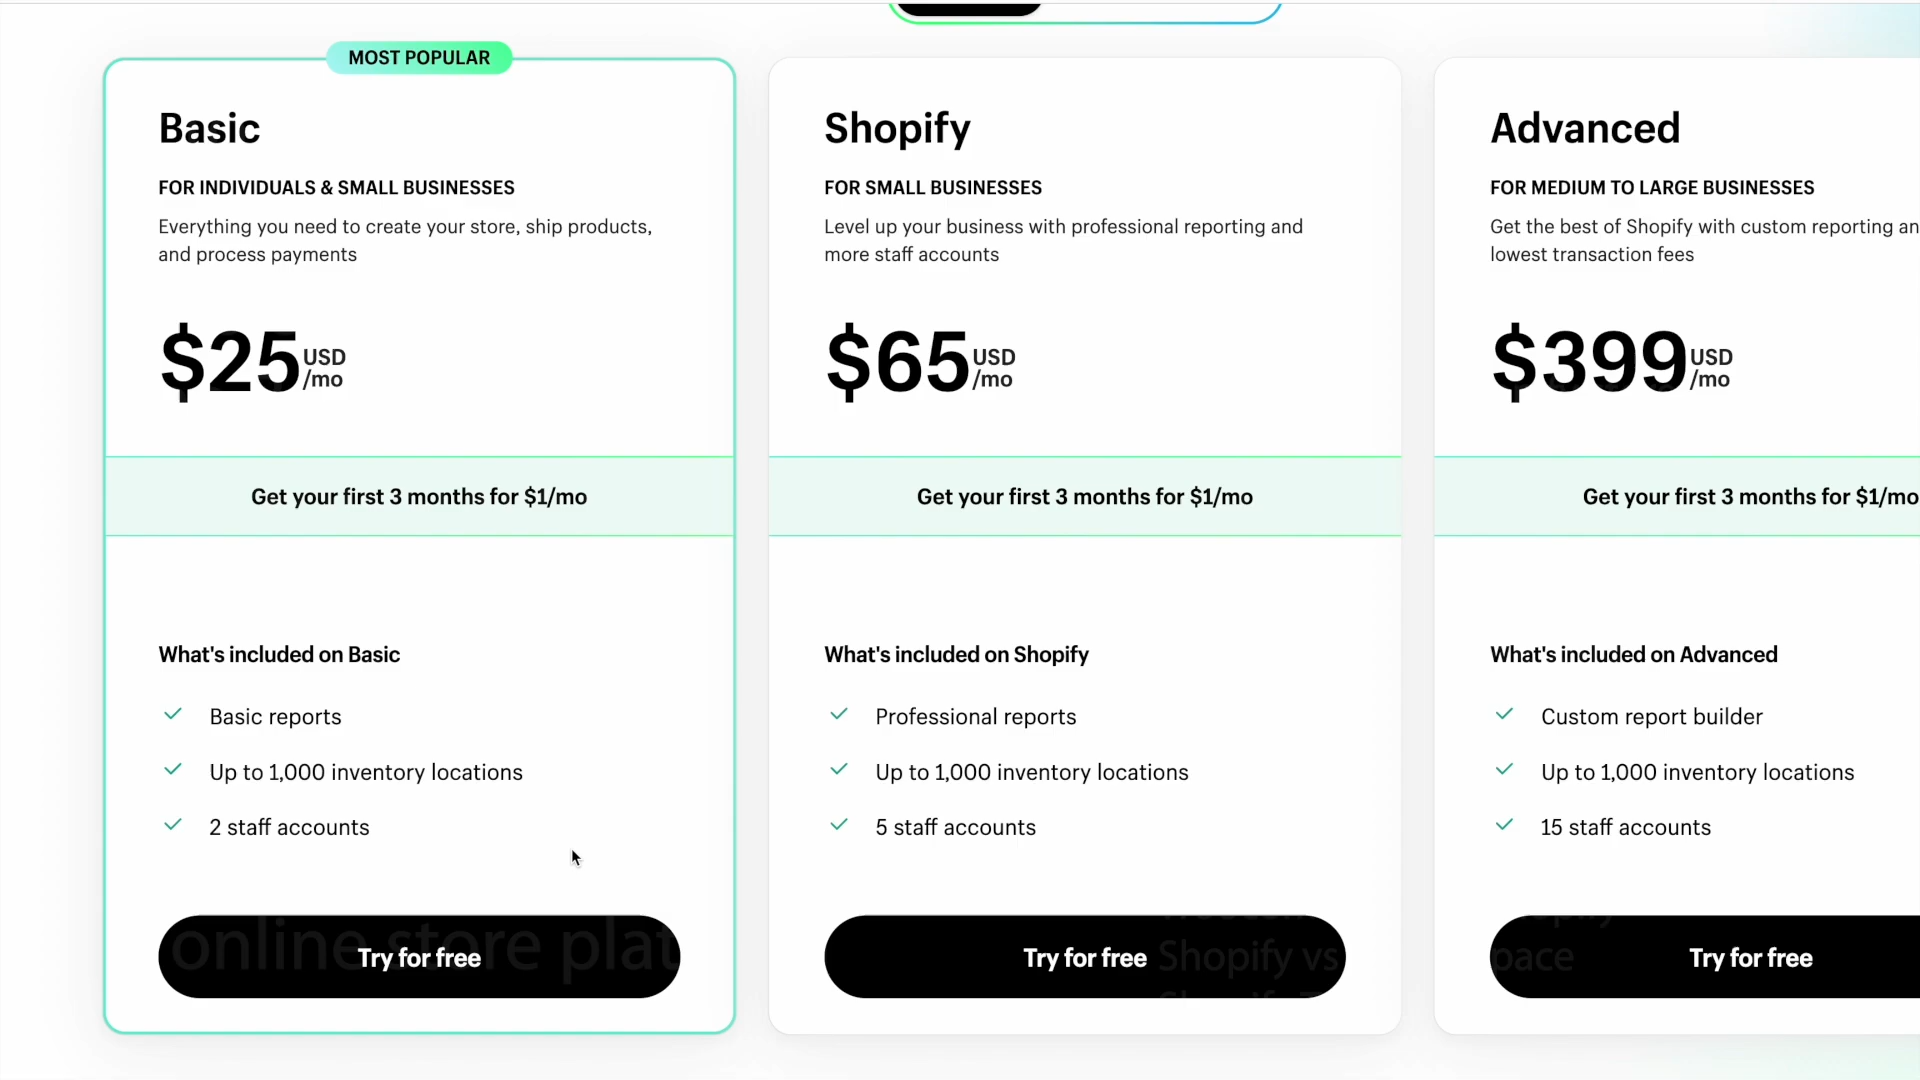 MOST POPULAR
Basic
FOR INDIVIDUALS & SMALL BUSINESSES
Everything you need to create your store, ship products,
and process payments
$25 USD
/mo
Get your first 3 months for $1/mo
What's included on Basic
Basic reports
Up to 1,000 inventory locations
2 staff accounts
online store plat
Try for free
Shopify
FOR SMALL BUSINESSES
Level up your business with professional reporting and
more staff accounts
$65 USD
/mo
Get your first 3 months for $1/mo
What's included on Shopify
Professional reports
Up to 1,000 inventory locations
5 staff accounts
Try for free
Shopify vs
Advanced
FOR MEDIUM TO LARGE BUSINESSES
Get the best of Shopify with custom reporting an
lowest transaction fees
$399 USD
/mo
Get your first 3 months for $1/mo
What's included on Advanced
Custom report builder
Up to 1,000 inventory locations
15 staff accounts
pace
Try for free